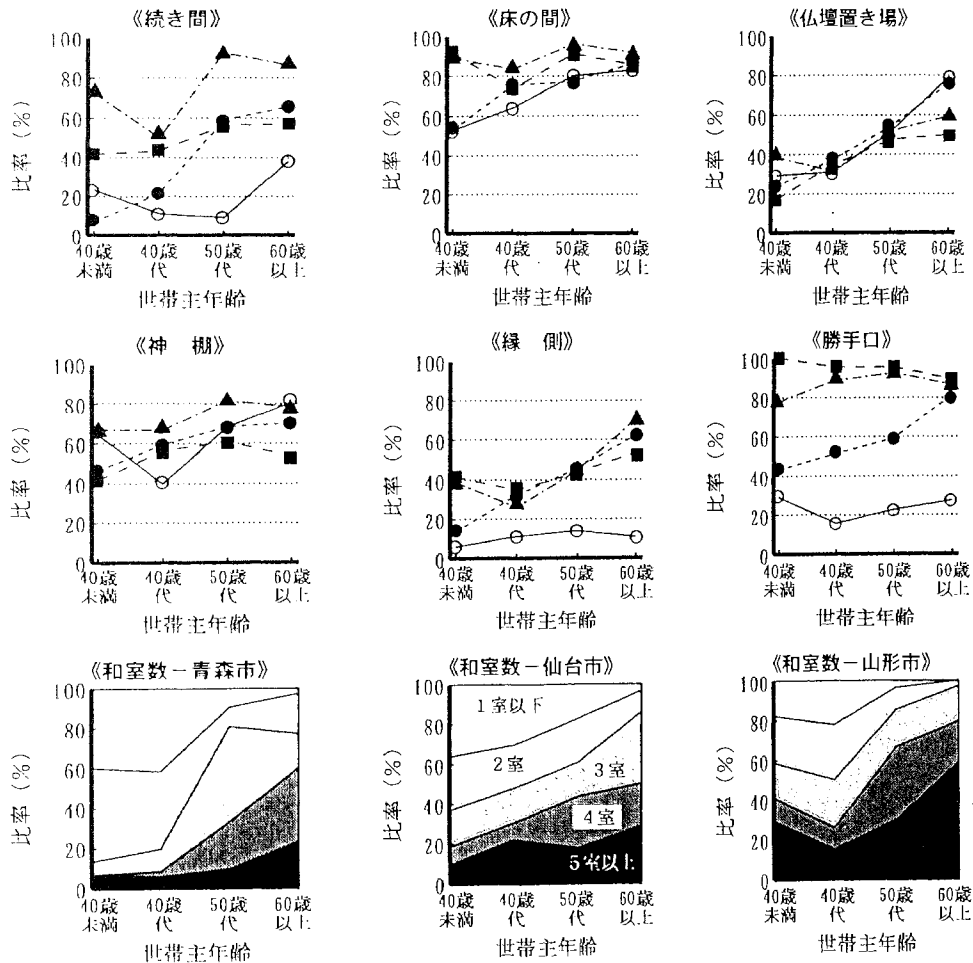 《続き間》
100
80
60
40
20
0
比率(%)
40歳未満
40歳代
50歳代
60歳以上
世帯主年齢
《床の間》
100
80
60
40
20
0
比率(%)
40歳未満
40歳代
50歳代
60歳以上
世帯主年齢
《仏壇置き場》
100
80
60
40
20
0
比率(%)
40歳未満
40歳代
50歳代
60歳以上
世帯主年齢
《神 棚》
100
80
60
40
20
0
比率(%)
40歳未満
40歳代
50歳代
60歳以上
世帯主年齢
《縁 側》
100
80
60
40
20
0
比率(%)
40歳未満
40歳代
50歳代
60歳以上
世帯主年齢
《勝手口》
100
80
60
40
20
0
比率(%)
40歳未満
40歳代
50歳代
60歳以上
世帯主年齢
《和室数-青森市》
100
80
60
40
20
0
比率(%)
40歳未満
40歳代
50歳代
60歳以上
世帯主年齢
《和室数-仙台市》
100
80
60
40
20
0
比率(%)
1室以下
2室
3室
4室
5室以上
40歳未満
40歳代
50歳代
60歳以上
世帯主年齢
《和室数-山形市》
100
80
60
40
20
0
比率(%)
40歳未満
40歳代
50歳代
60歳以上
世帯主年齢